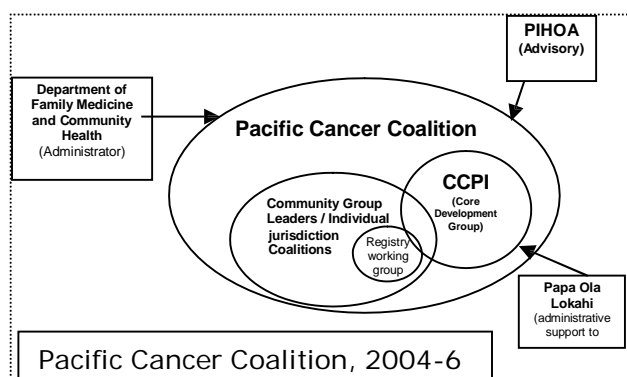 PIHOA
(Advisory)
Department of
Family Medicine
and Community
Health
(Administrator)
Pacific Cancer Coalition
CCPI
(Core
Development
Group)
Community Group
Leaders / Individual
jurisdiction
Coalitions
Registry
working
group
Papa Ola
Lokahi
(administrative
support to
Pacific Cancer Coalition, 2004-6